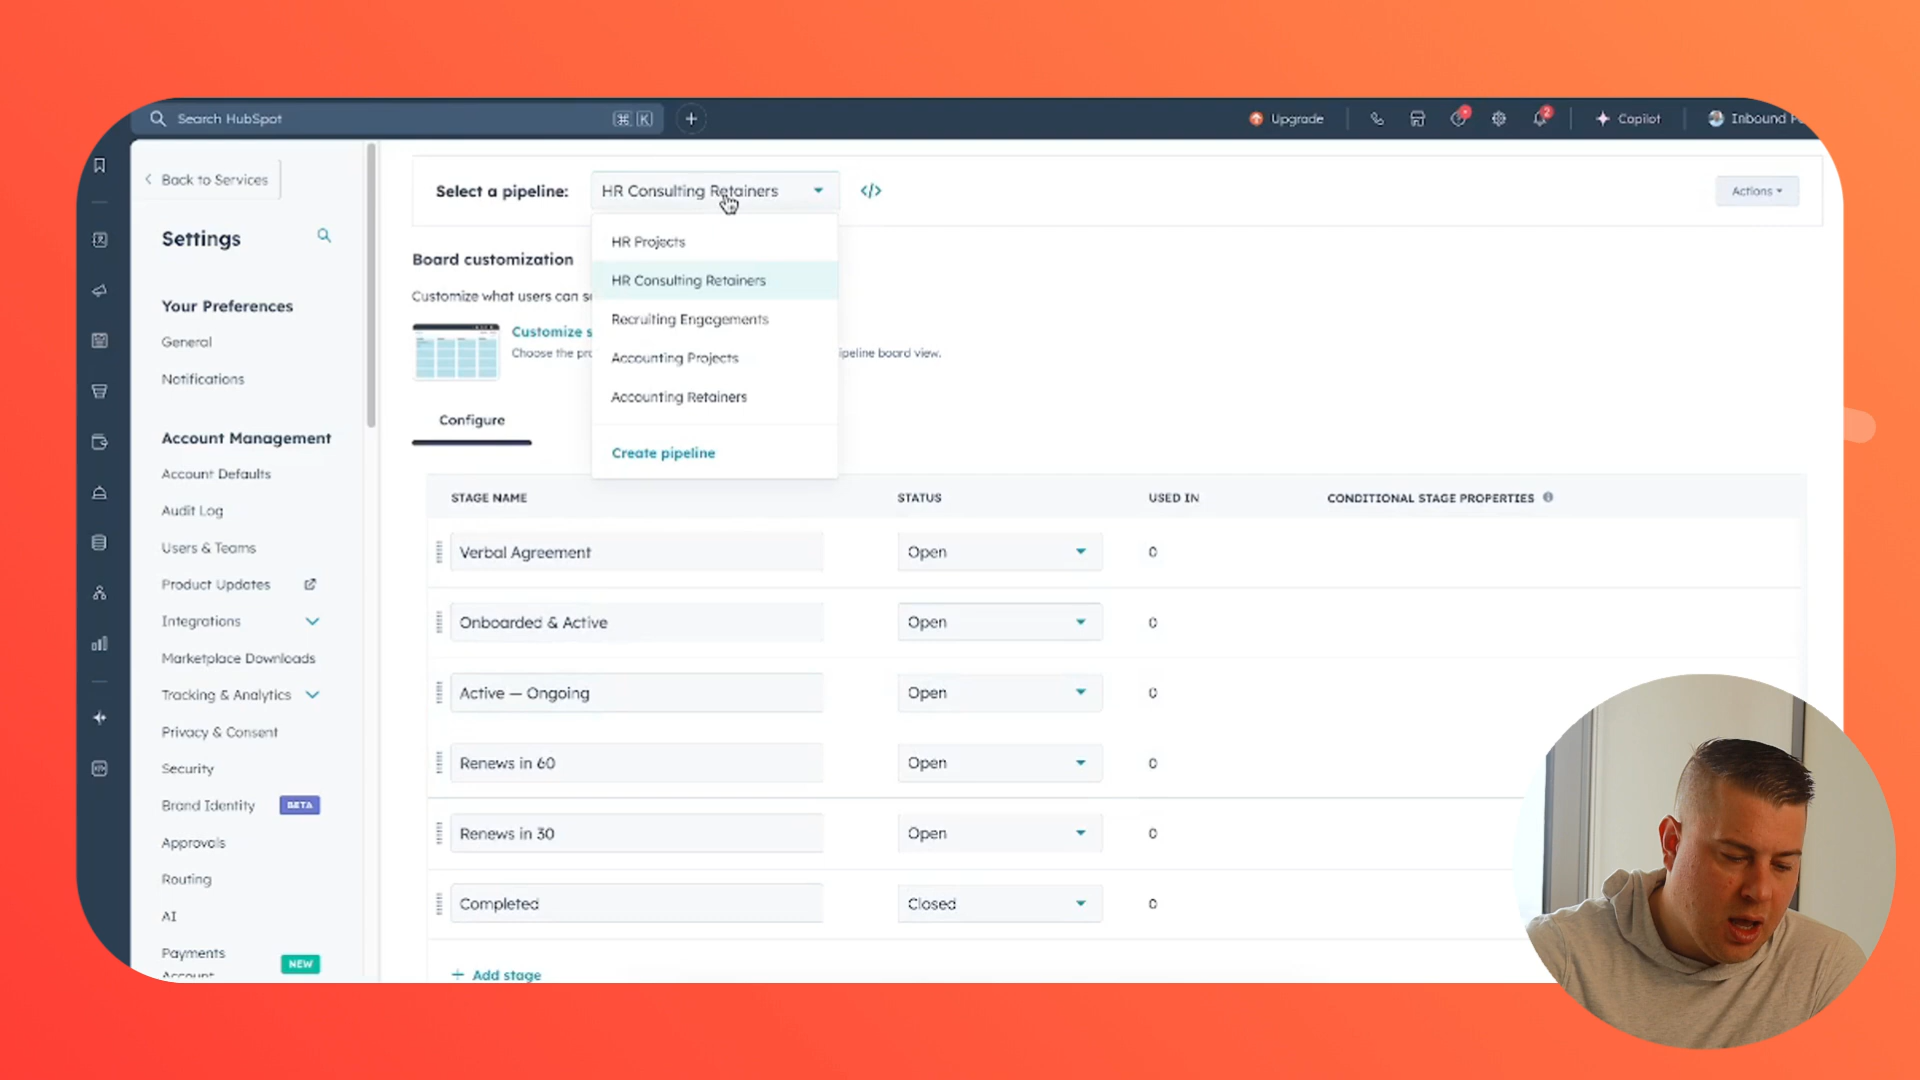 Search HubSpot
⌘ K
+
Upgrade
2
Copilot
Inbound
Back to Services
Settings
Your Preferences
General
Notifications
Account Management
Account Defaults
Audit Log
Users & Teams
Product Updates
Integrations
Marketplace Downloads
Tracking & Analytics
Privacy & Consent
Security
Brand Identity BETA
Approvals
Routing
AI
Payments
Account NEW
Select a pipeline: HR Consulting Retainers </>
Actions
HR Projects
HR Consulting Retainers
Recruiting Engagements
Accounting Projects
Accounting Retainers
Create pipeline
Board customization
Customize what users can
Customize
Choose the
board view.
Configure
STAGE NAME STATUS USED IN CONDITIONAL STAGE PROPERTIES
Verbal Agreement Open 0
Onboarded & Active Open 0
Active — Ongoing Open 0
Renews in 60 Open 0
Renews in 30 Open 0
Completed Closed 0
+ Add stage